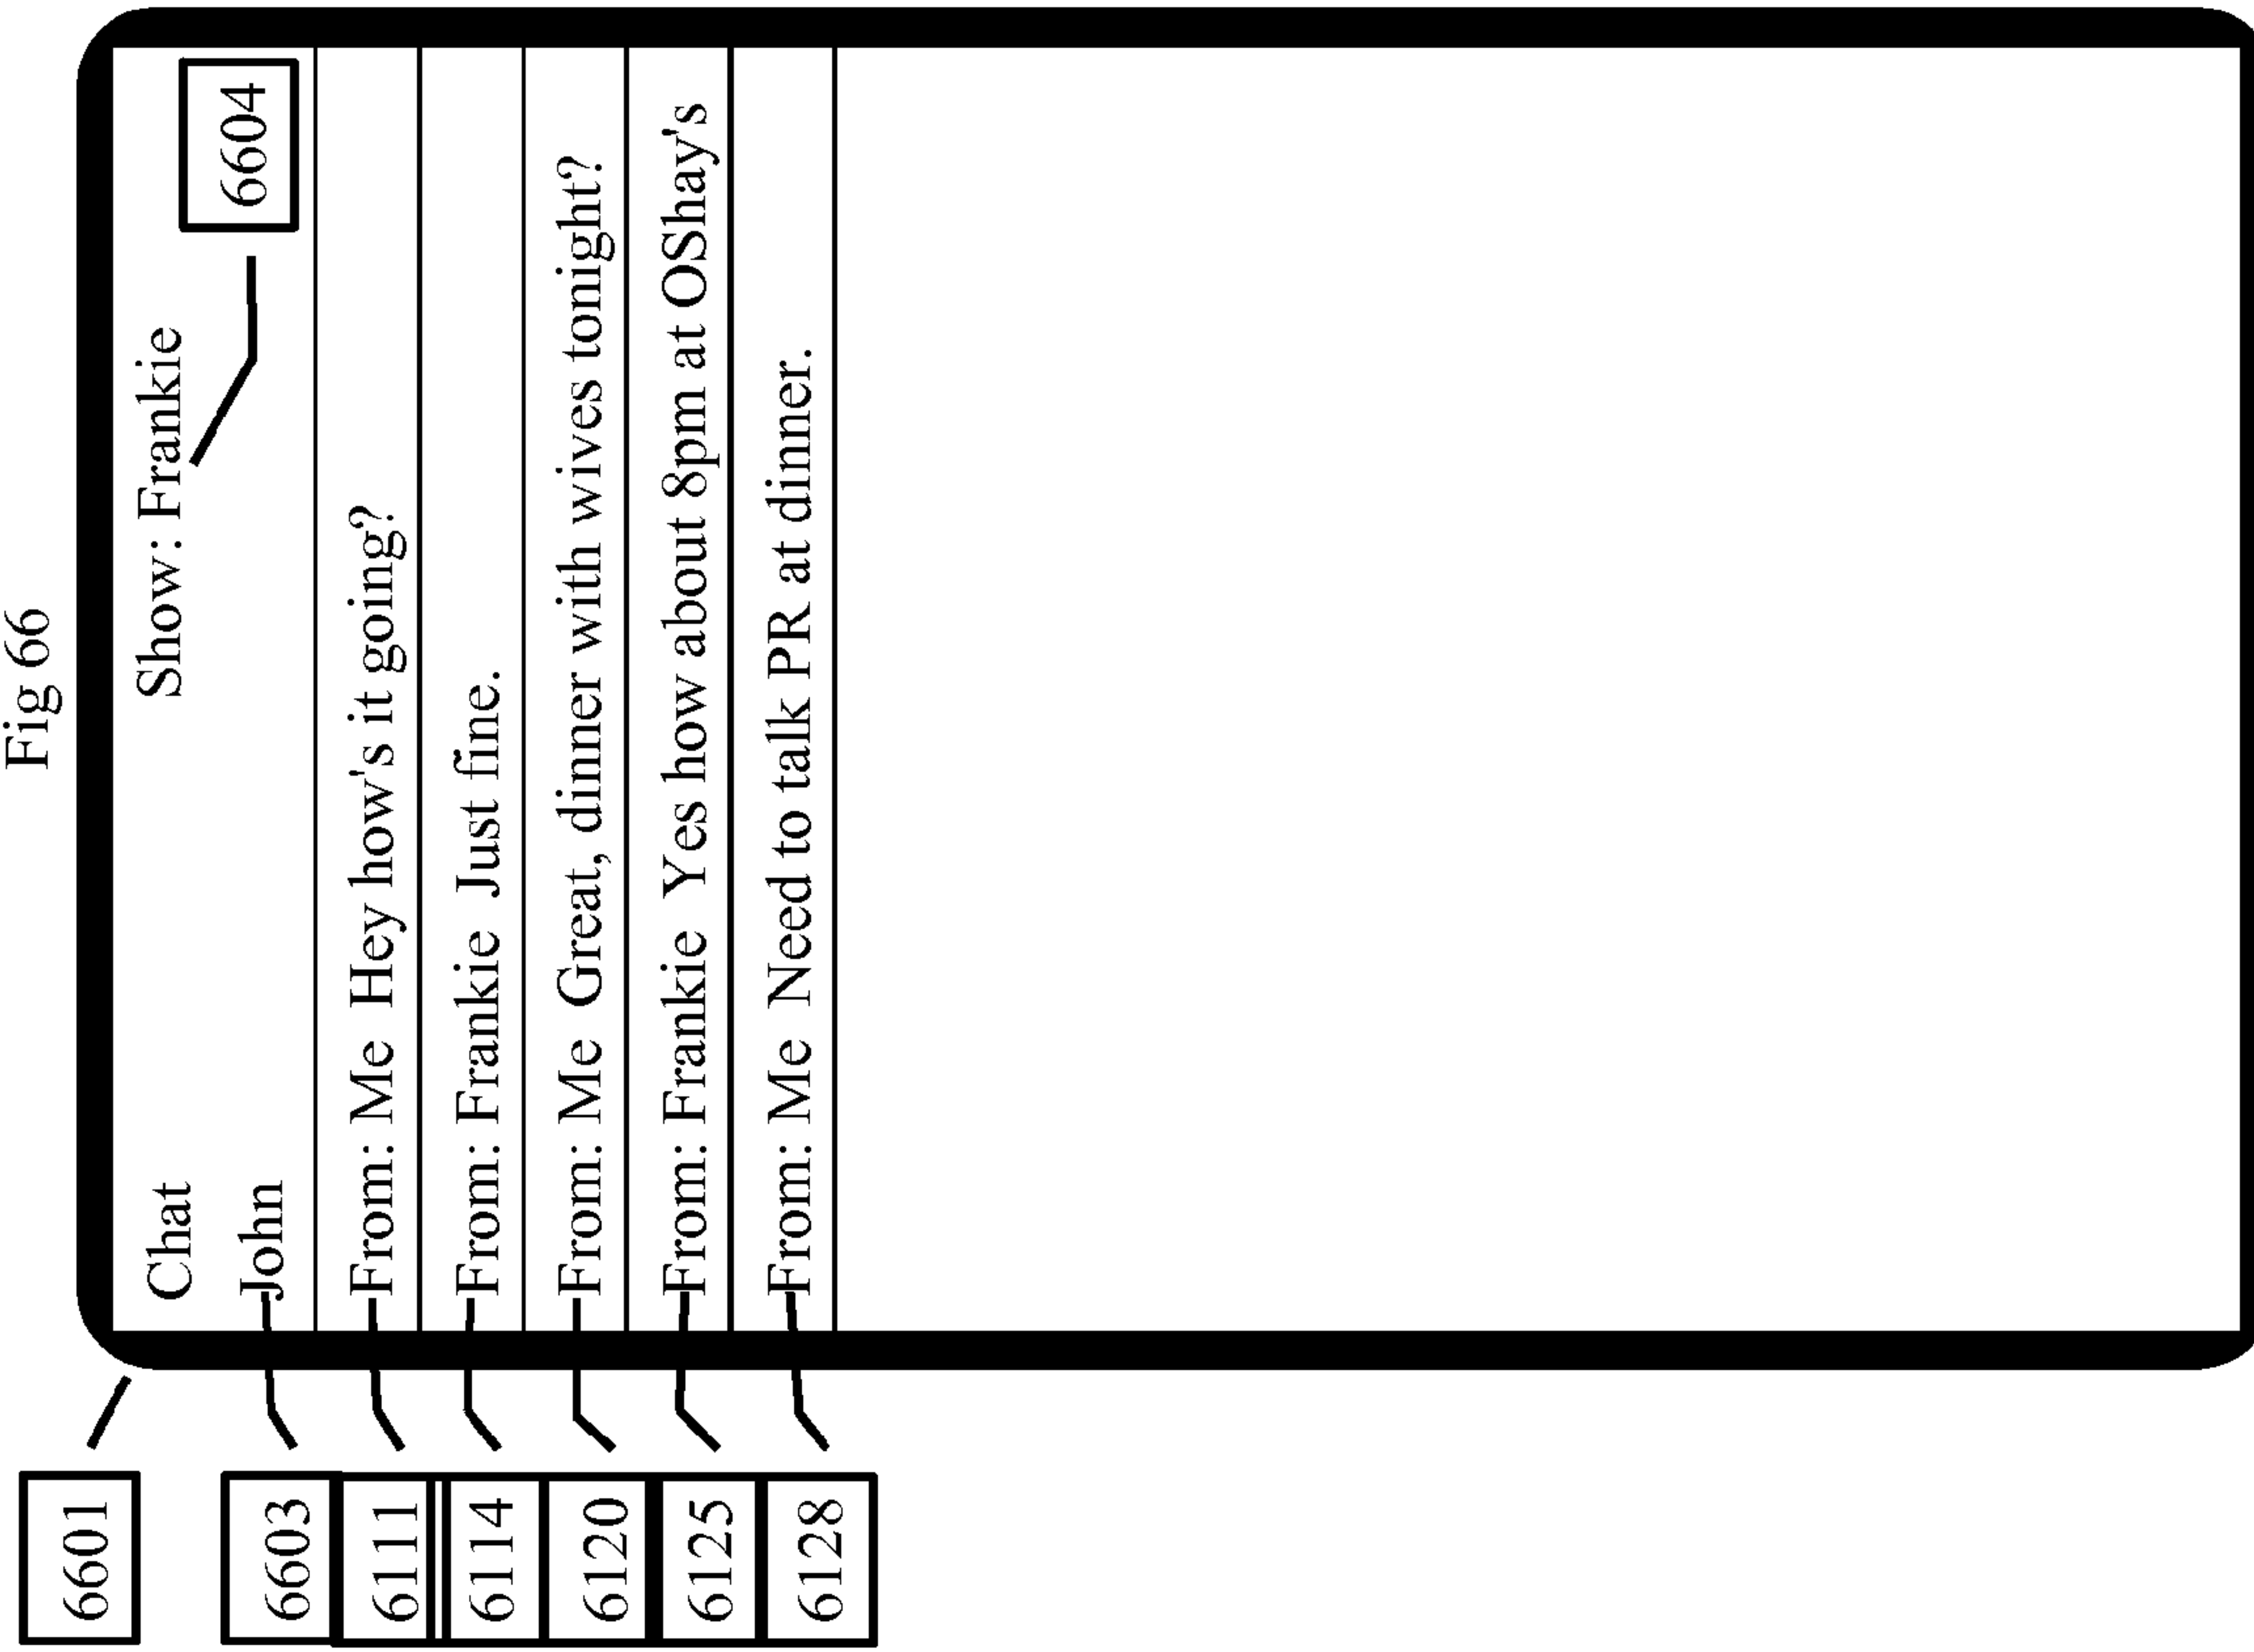 Fig 66
6601
Chat
Show: Frankie
6603
John
6604
6111
From: Me Hey how's it going?
6114
From: Frankie Just fine.
6120
From: Me Great, dinner with wives tonight?
6125
From: Frankie Yes how about 8pm at OShay's
6128
From: Me Need to talk PR at dinner.